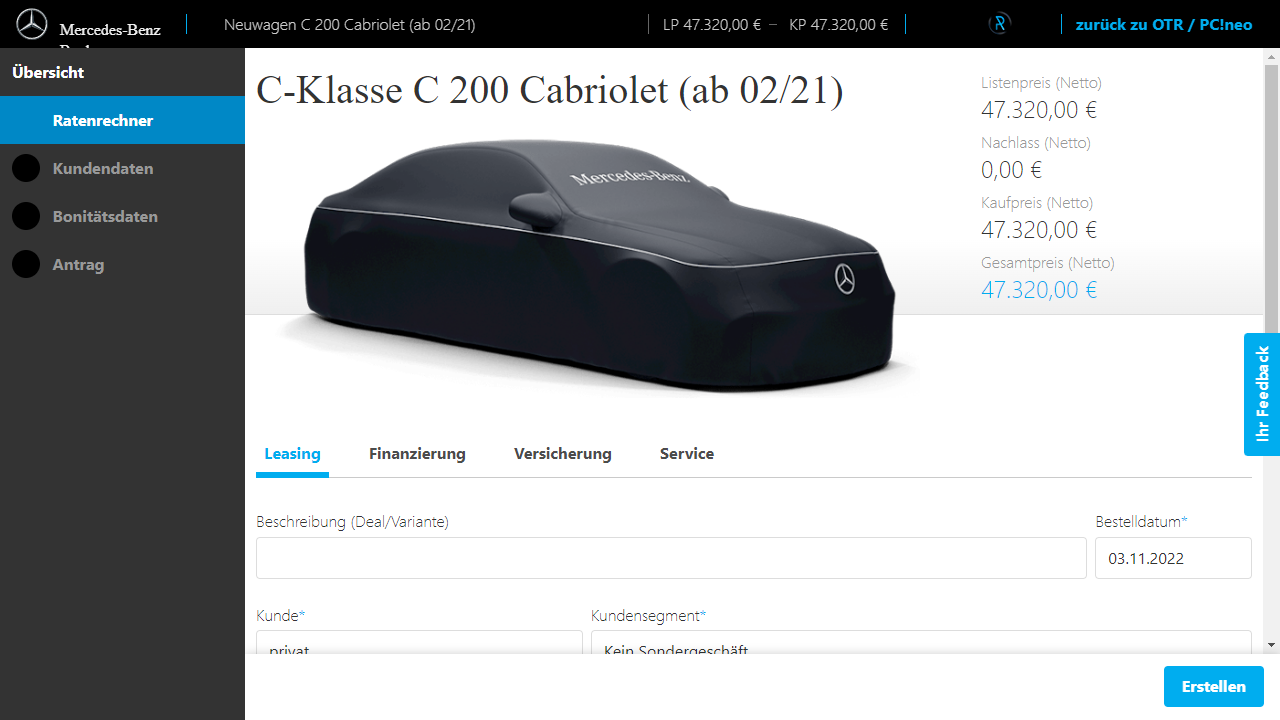 Mercedes-Benz
Neuwagen C 200 Cabriolet (ab 02/21)
LP 47.320,00 € – KP 47.320,00 €
zurück zu OTR / PC!neo
Übersicht
Ratenrechner
Kundendaten
Bonitätsdaten
Antrag
C-Klasse C 200 Cabriolet (ab 02/21)
Mercedes-Benz
Listenpreis (Netto)
47.320,00 €
Nachlass (Netto)
0,00 €
Kaufpreis (Netto)
47.320,00 €
Gesamtpreis (Netto)
47.320,00 €
Ihr Feedback
Leasing Finanzierung Versicherung Service
Beschreibung (Deal/Variante) Bestelldatum*
03.11.2022
Kunde* Kundensegment*
privat Kein Sondergeschäft
Erstellen